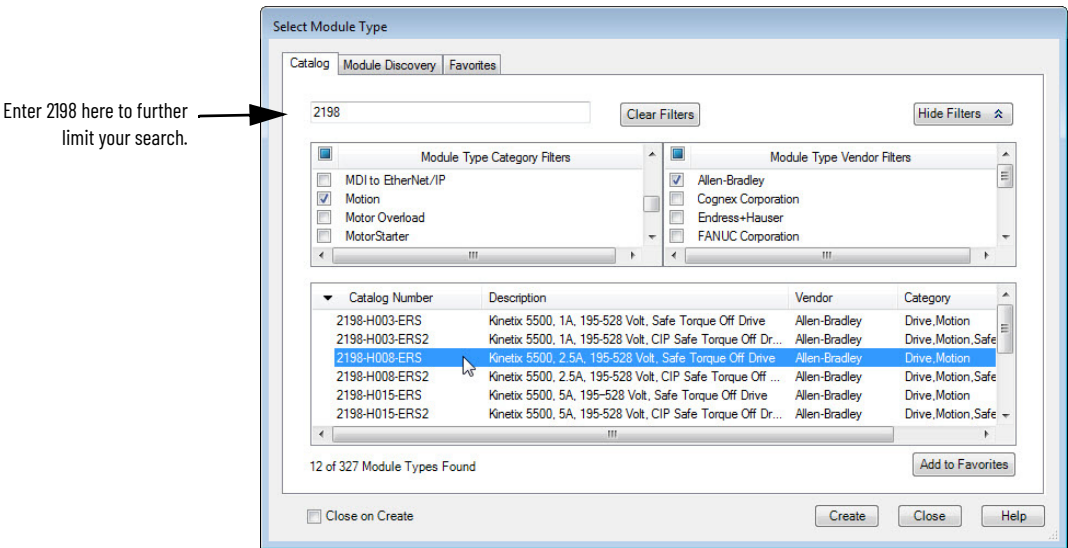 Select Module Type
Catalog Module Discovery Favorites
Enter 2198 here to further
limit your search.
2198 Clear Filters Hide Filters
Module Type Category Filters Module Type Vendor Filters
MDI to EtherNet/IP Allen-Bradley
Motion Cognex Corporation
Motor Overload Endress+Hauser
MotorStarter FANUC Corporation
Catalog Number Description Vendor Category
2198-H003-ERS Kinetix 5500, 1A, 195-528 Volt, Safe Torque Off Drive Allen-Bradley Drive,Motion
2198-H003-ERS2 Kinetix 5500, 1A, 195-528 Volt, CIP Safe Torque Off Dr... Allen-Bradley Drive,Motion,Safe
2198-H008-ERS Kinetix 5500, 2.5A, 195-528 Volt, Safe Torque Off Drive Allen-Bradley Drive,Motion
2198-H008-ERS2 Kinetix 5500, 2.5A, 195-528 Volt, CIP Safe Torque Off ... Allen-Bradley Drive,Motion,Safe
2198-H015-ERS Kinetix 5500, 5A, 195-528 Volt, Safe Torque Off Drive Allen-Bradley Drive,Motion
2198-H015-ERS2 Kinetix 5500, 5A, 195-528 Volt, CIP Safe Torque Off Dr... Allen-Bradley Drive,Motion,Safe
12 of 327 Module Types Found Add to Favorites
Close on Create Create Close Help